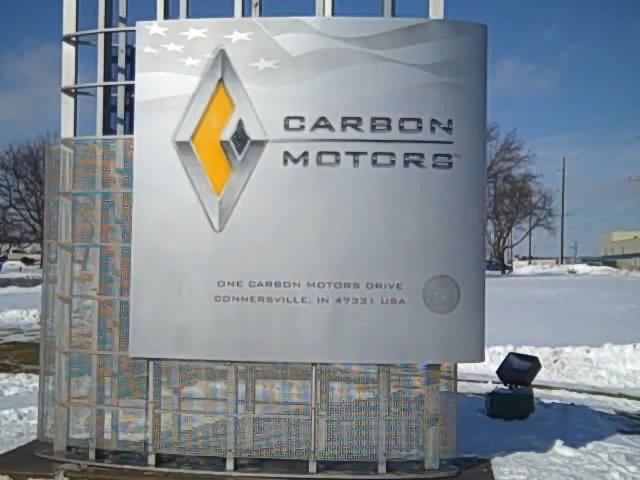 CARBON
MOTORS
ONE CARBON MOTORS DRIVE
CONNERSVILLE, IN 47331 USA